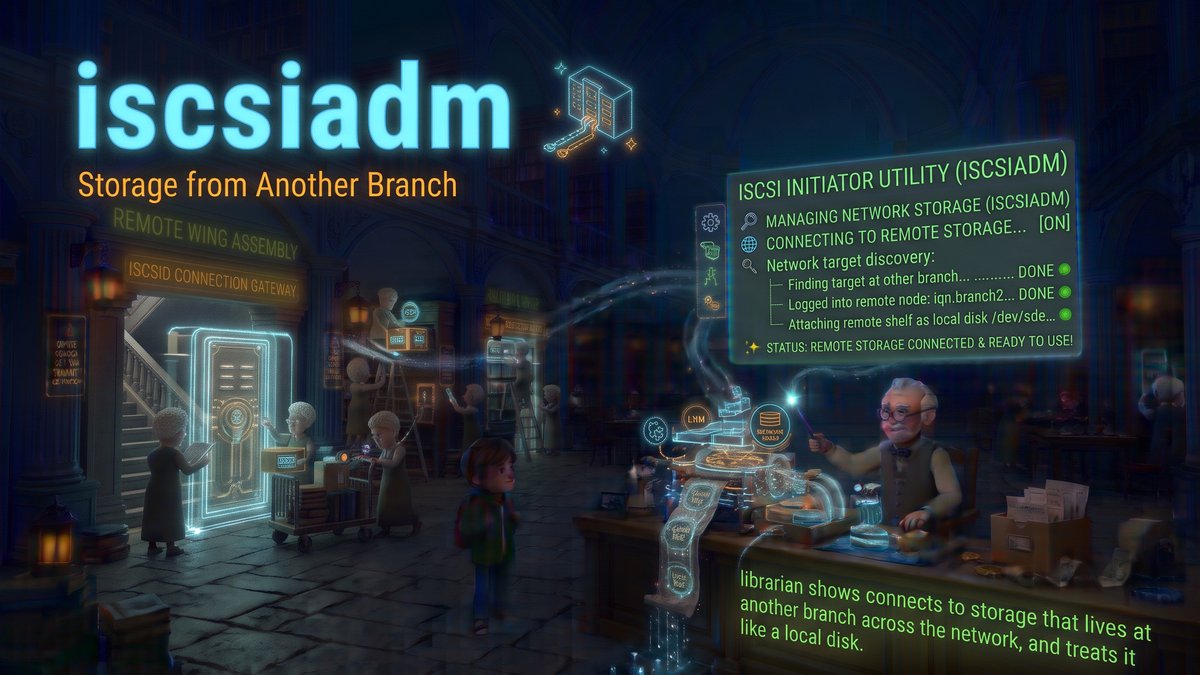 iscsiadm
Storage from Another Branch
REMOTE WING ASSEMBLY
ISCSID CONNECTION GATEWAY
ISCSI INITIATOR UTILITY (ISCSIADM)
MANAGING NETWORK STORAGE (ISCSIADM)
CONNECTING TO REMOTE STORAGE... [ON]
Network target discovery:
Finding target at other branch... ......... DONE
Logged into remote node: iqn.branch2... DONE
Attaching remote shelf as local disk /dev/sde...
STATUS: REMOTE STORAGE CONNECTED & READY TO USE!
librarian shows connects to storage that lives at
another branch across the network, and treats it
like a local disk.